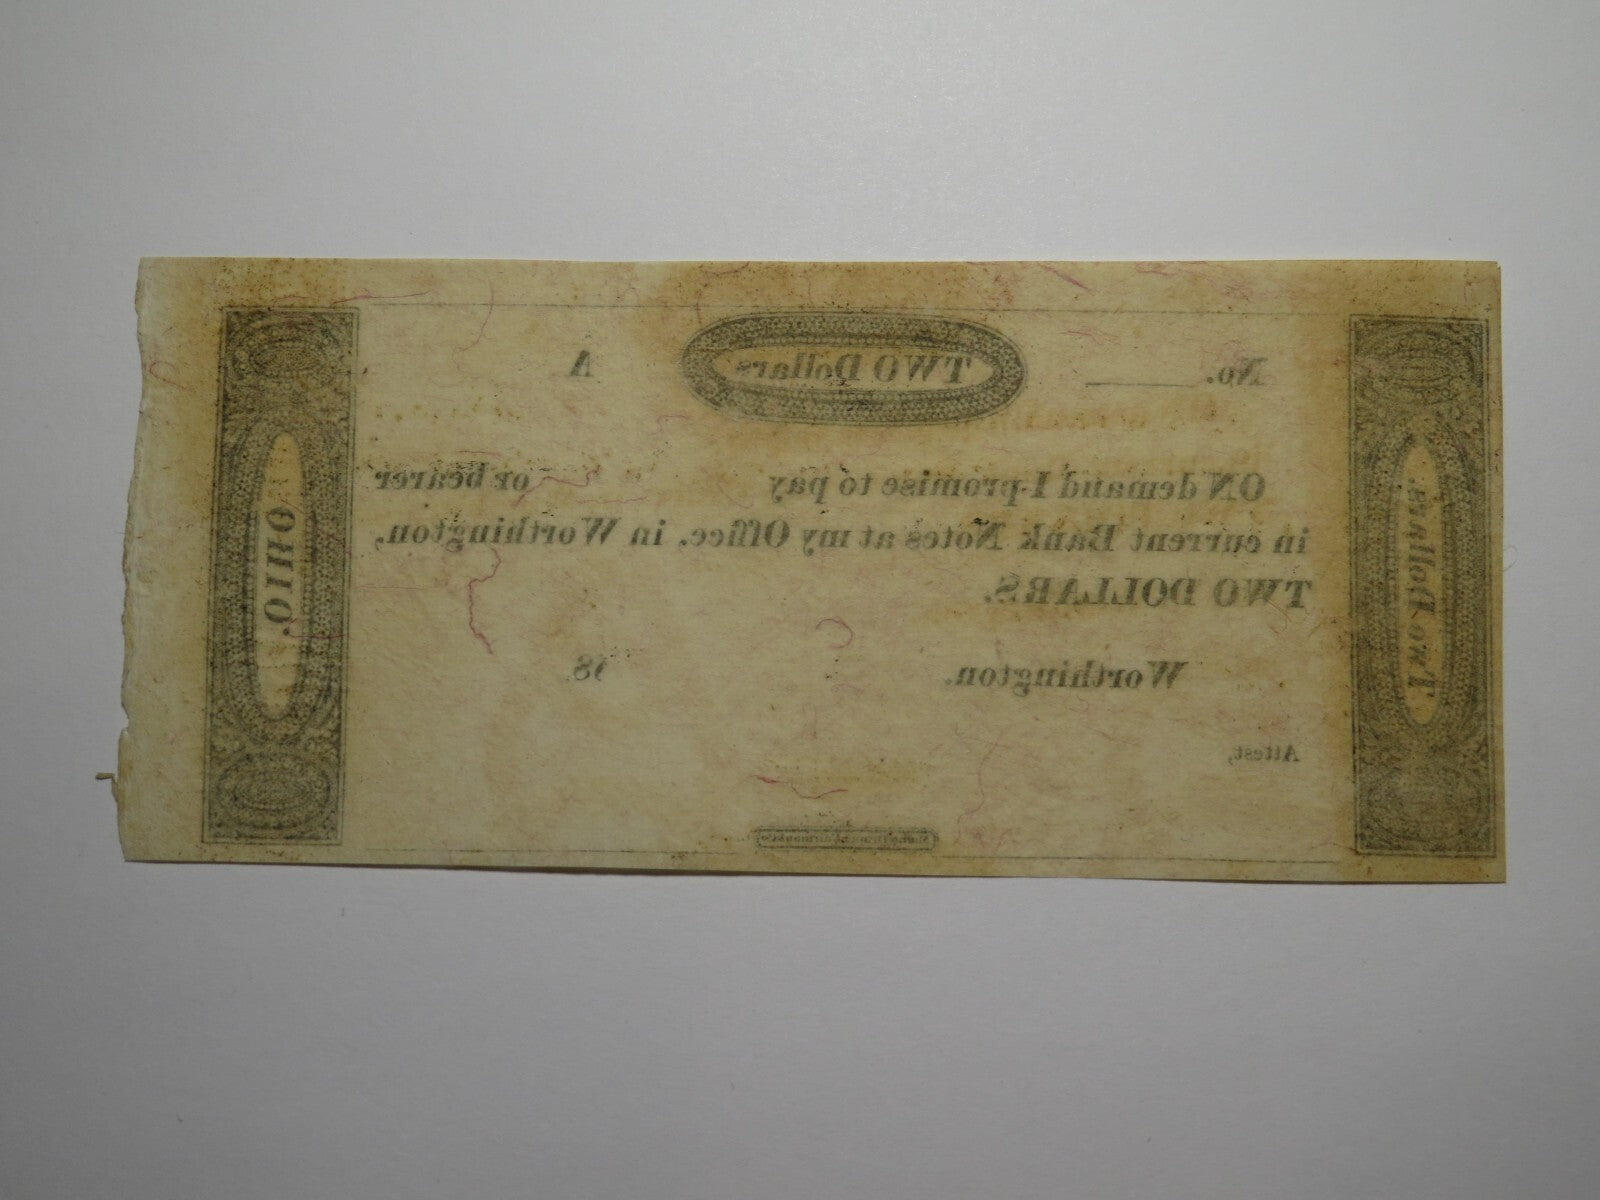 No. TWO Dollars A
ON demand I promise to pay or bearer
in current Bank Notes at my Office, in Worthington,
TWO DOLLARS.
Worthington. 18
Attest,
Two Dollars.
OHIO.